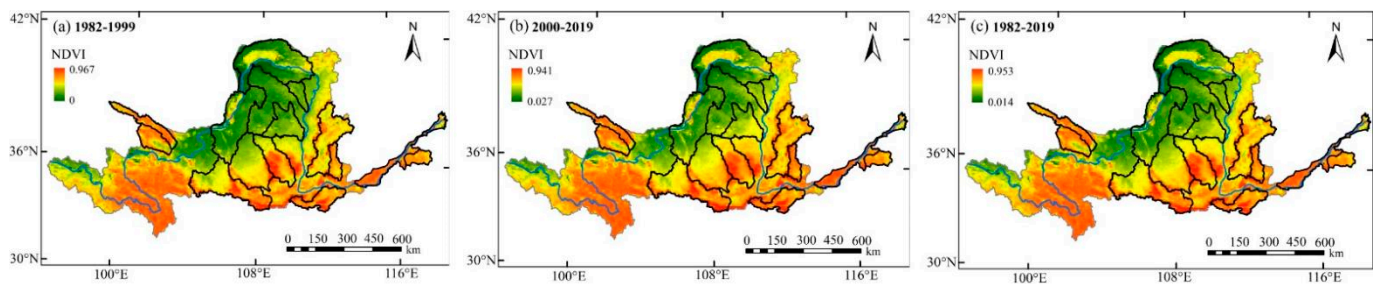 42°N
(a) 1982-1999
N
NDVI
0.967
0
36°N
30°N
0 150 300 450 600
km
100°E
108°E
116°E
42°N
(b) 2000-2019
N
NDVI
0.941
0.027
36°N
30°N
0 150 300 450 600
km
100°E
108°E
116°E
42°N
(c) 1982-2019
N
NDVI
0.953
0.014
36°N
30°N
0 150 300 450 600
km
100°E
108°E
116°E